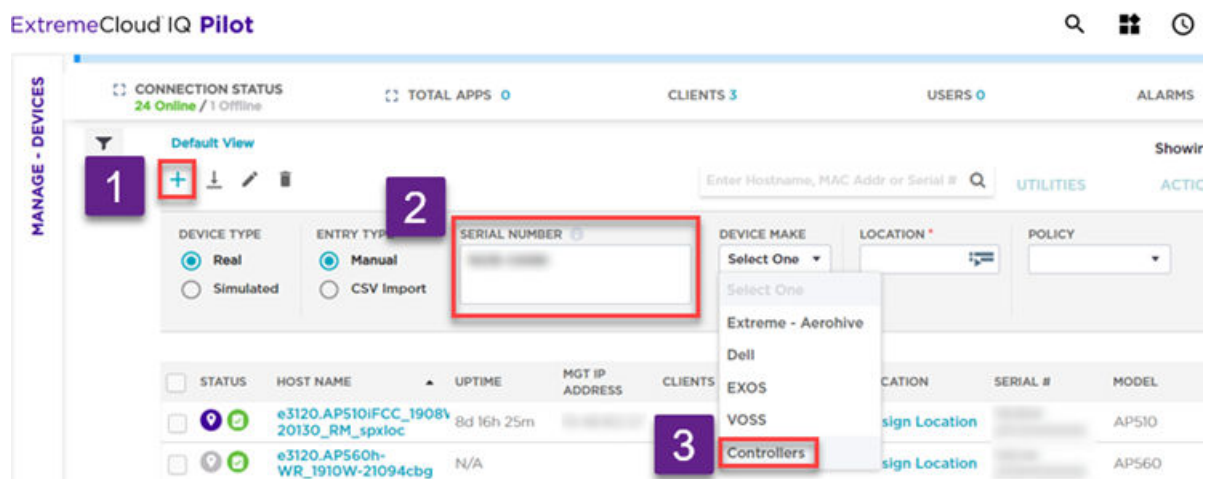 ExtremeCloud IQ Pilot
MANAGE - DEVICES
CONNECTION STATUS
24 Online / 1 Offline
TOTAL APPS 0
CLIENTS 3
USERS 0
ALARMS
Default View
Showin
1
2
Enter Hostname, MAC Addr or Serial #
UTILITIES
ACTIO
DEVICE TYPE
Real
Simulated
ENTRY TYPE
Manual
CSV Import
SERIAL NUMBER
DEVICE MAKE
Select One
LOCATION *
POLICY
Select One
Extreme - Aerohive
Dell
EXOS
VOSS
3
Controllers
STATUS HOST NAME UPTIME MGT IP ADDRESS CLIENTS CATION SERIAL # MODEL
e3120.AP510iFCC_1908W
20130_RM_spxloc
8d 16h 25m
sign Location
AP510
e3120.AP560h-
WR_1910W-21094cbg
N/A
sign Location
AP560